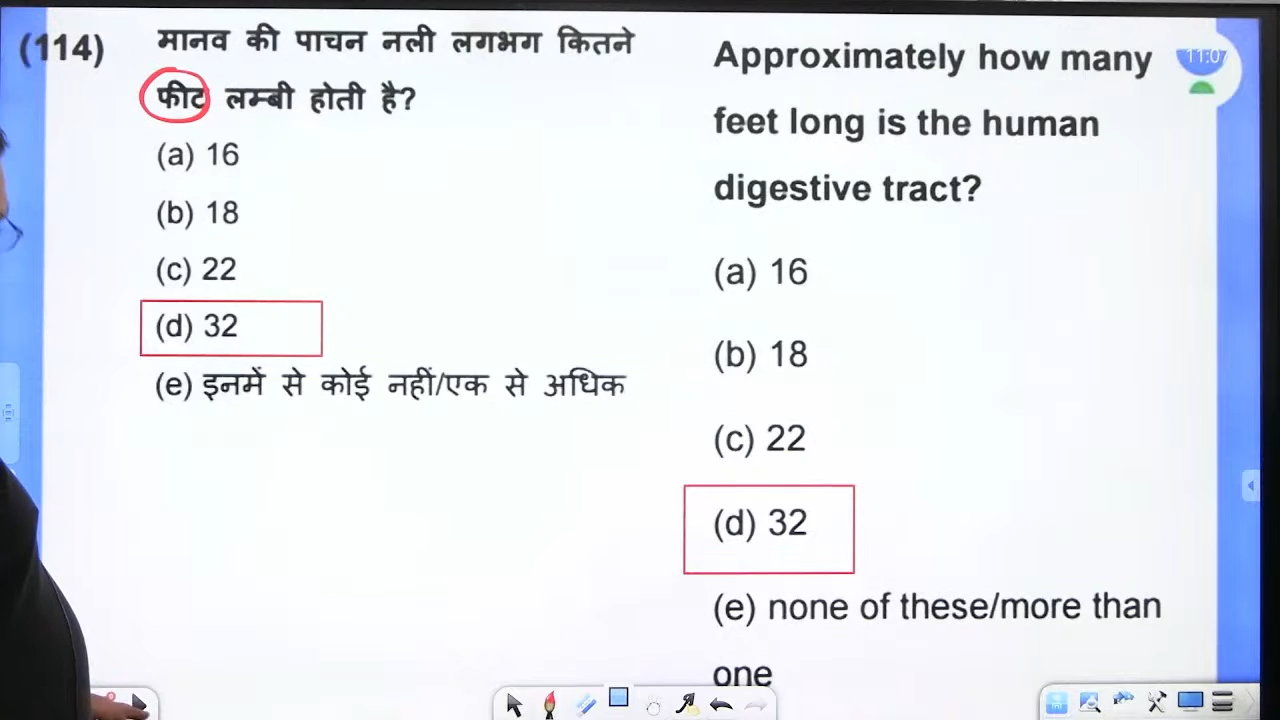 (114) मानव की पाचन नली लगभग कितने
फीट लम्बी होती है?
(a) 16
(b) 18
(c) 22
(d) 32
(e) इनमें से कोई नहीं/एक से अधिक
Approximately how many
feet long is the human
digestive tract?
(a) 16
(b) 18
(c) 22
(d) 32
(e) none of these/more than
one
11:07